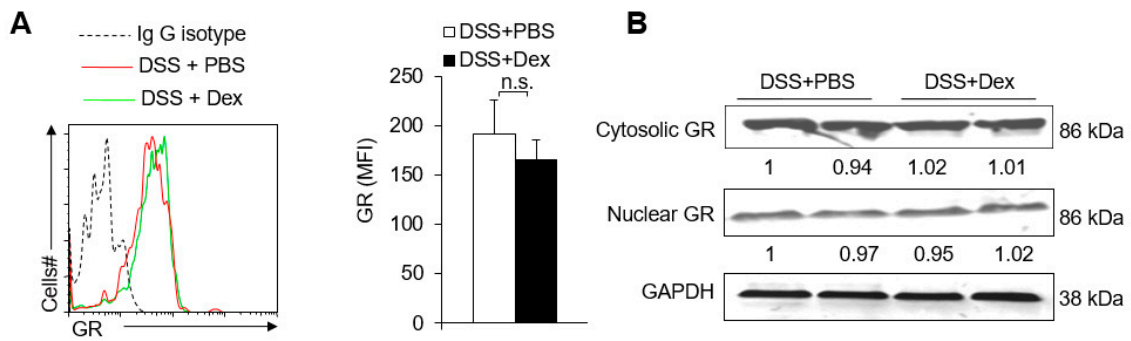 A
Ig G isotype
DSS + PBS
DSS + Dex
Cells#
GR
DSS+PBS
DSS+Dex
n.s.
250
200
150
100
50
0
GR (MFI)
B
DSS+PBS DSS+Dex
Cytosolic GR 86 kDa
1 0.94 1.02 1.01
Nuclear GR 86 kDa
1 0.97 0.95 1.02
GAPDH 38 kDa